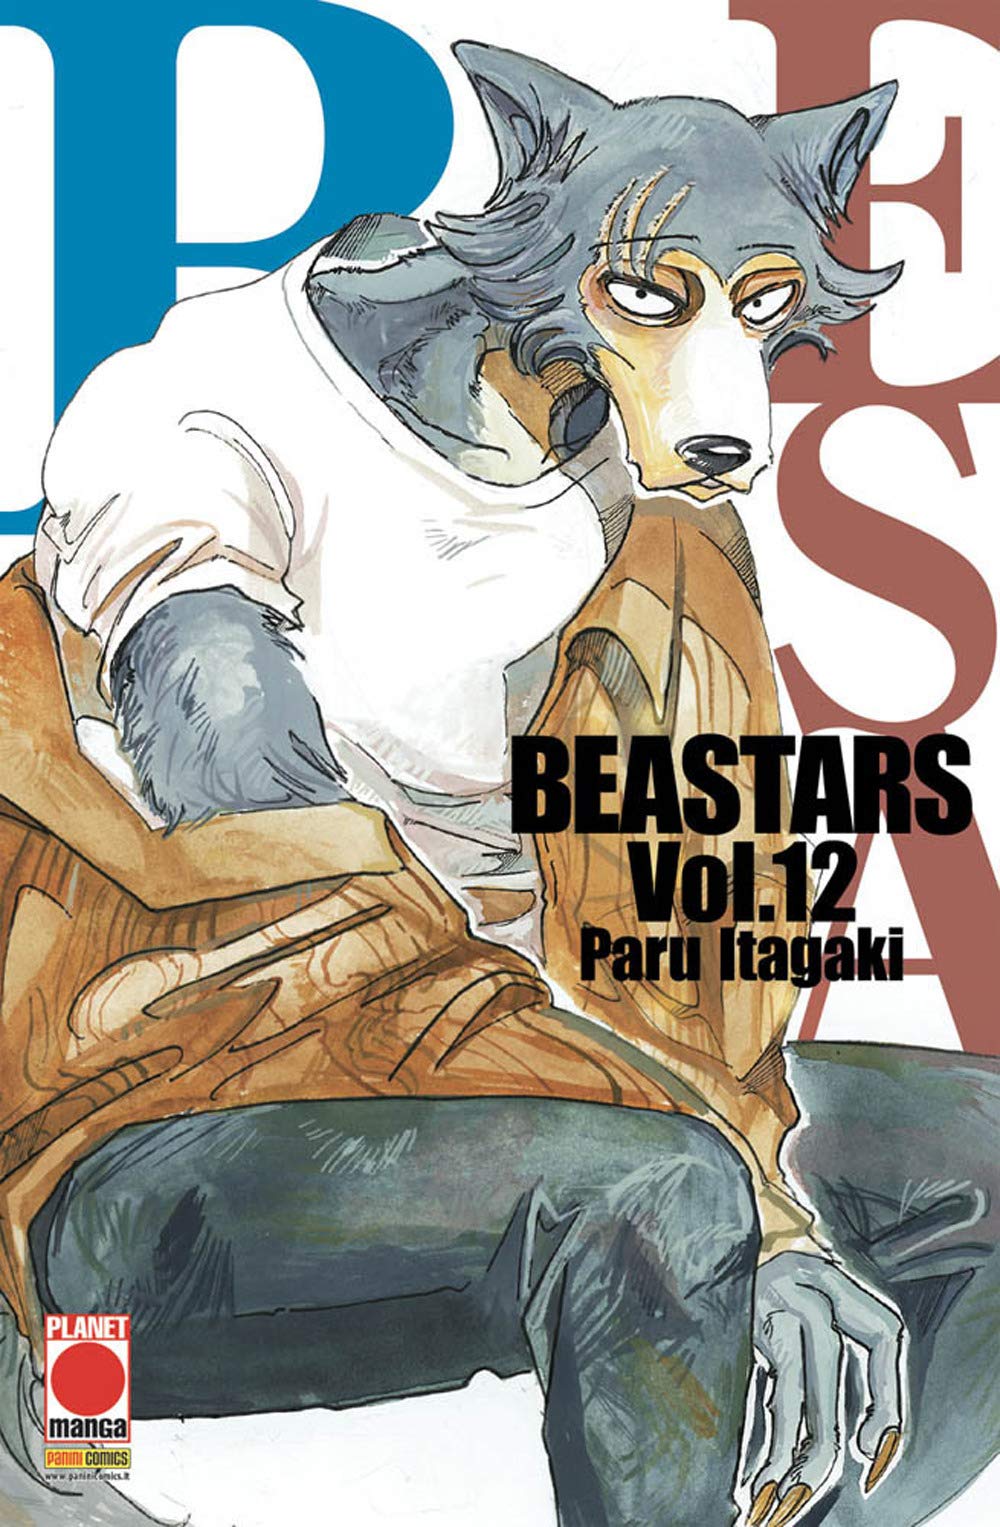 B
E
S
A
BEASTARS
Vol.12
Paru Itagaki
PLANET
manga
PANINI COMICS
www.paninicomics.it